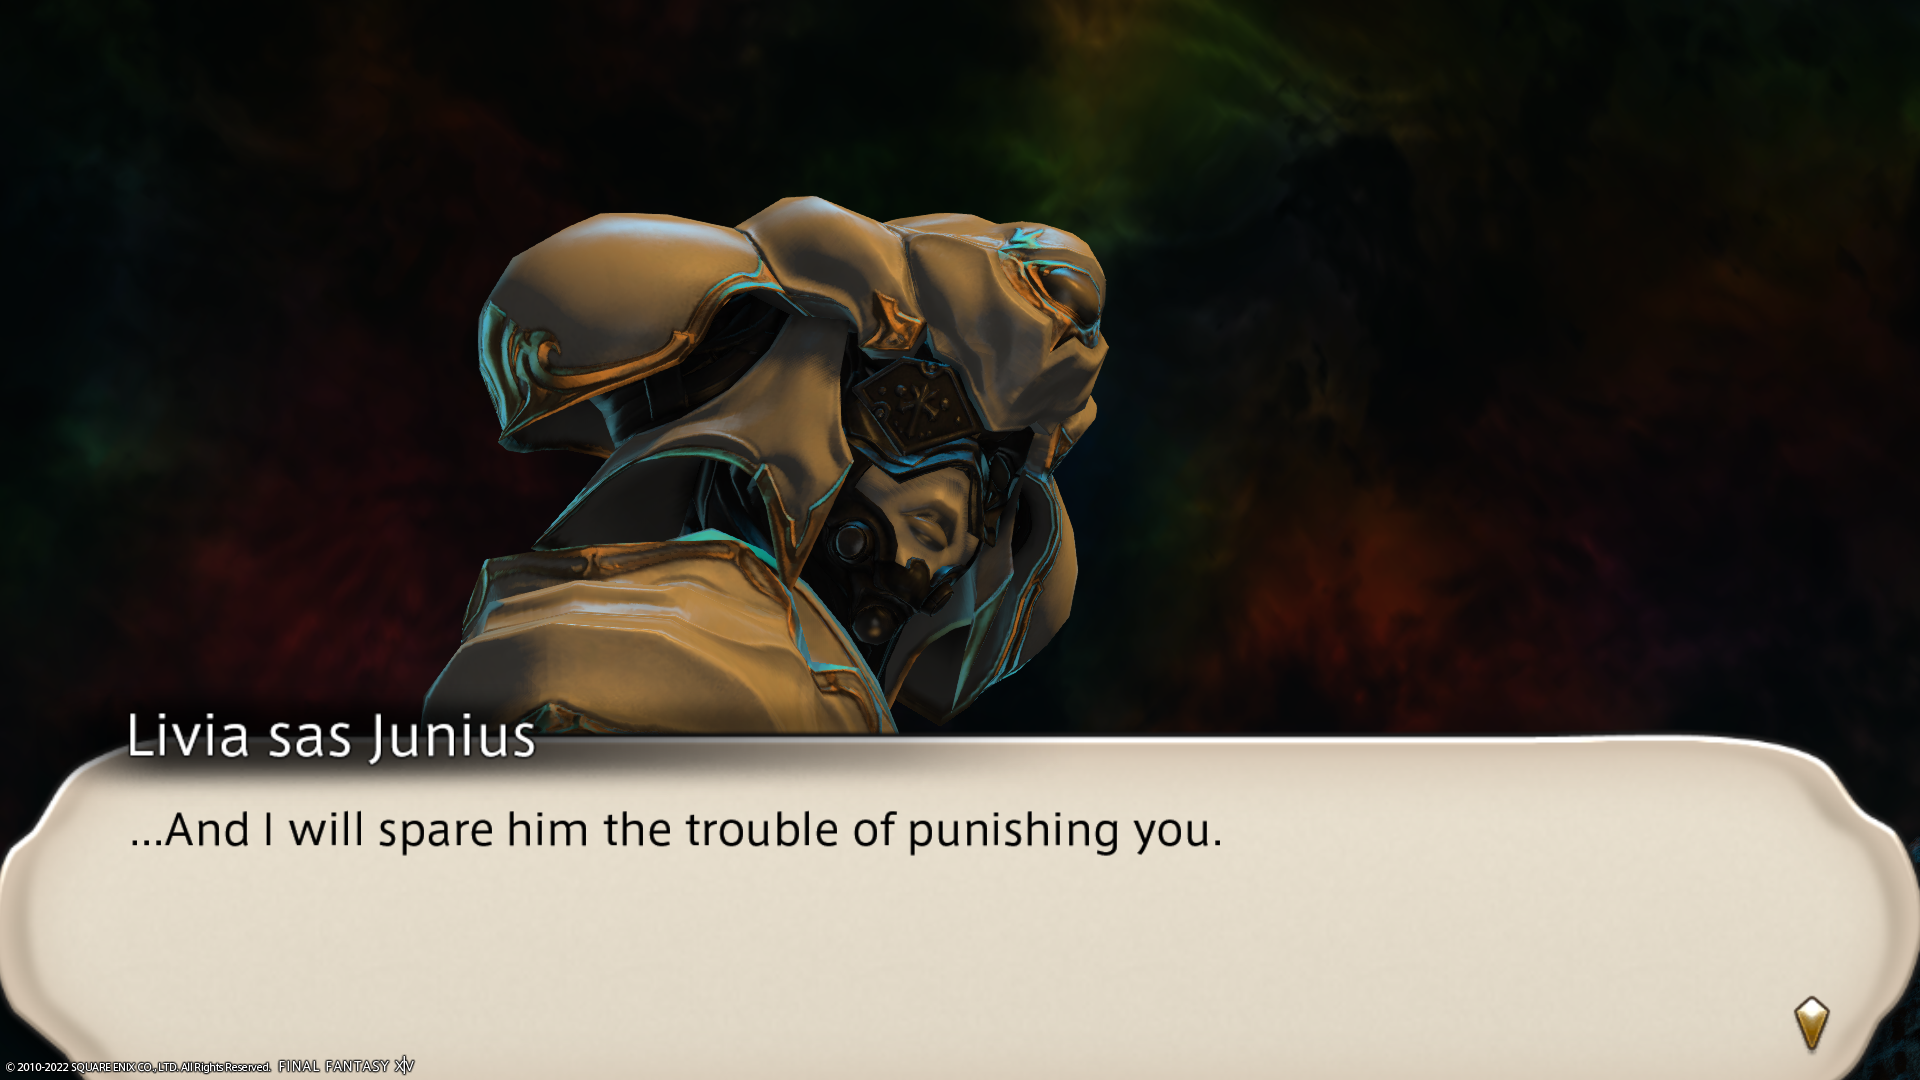 Livia sas Junius
...And I will spare him the trouble of punishing you.
© 2010-2022 SQUARE ENIX CO., LTD. All Rights Reserved. FINAL FANTASY XIV